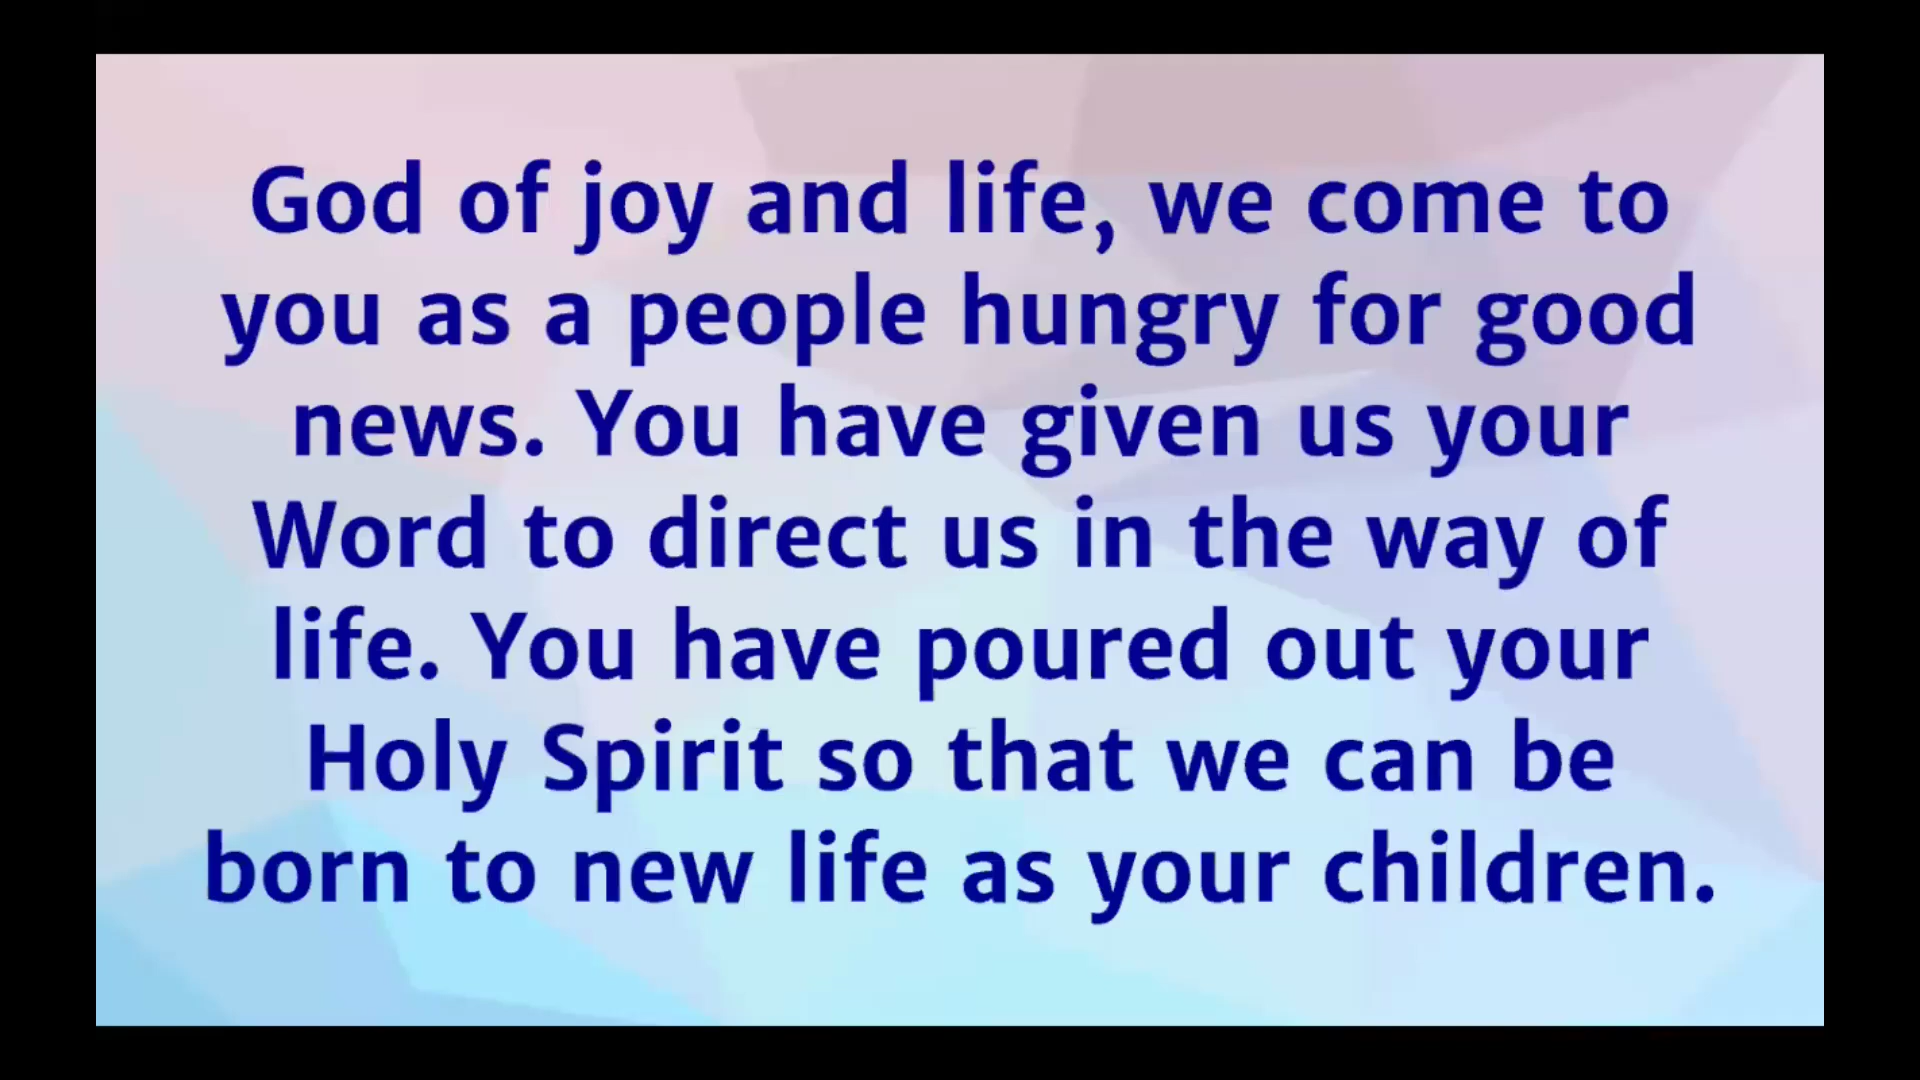 God of joy and life, we come to
you as a people hungry for good
news. You have given us your
Word to direct us in the way of
life. You have poured out your
Holy Spirit so that we can be
born to new life as your children.